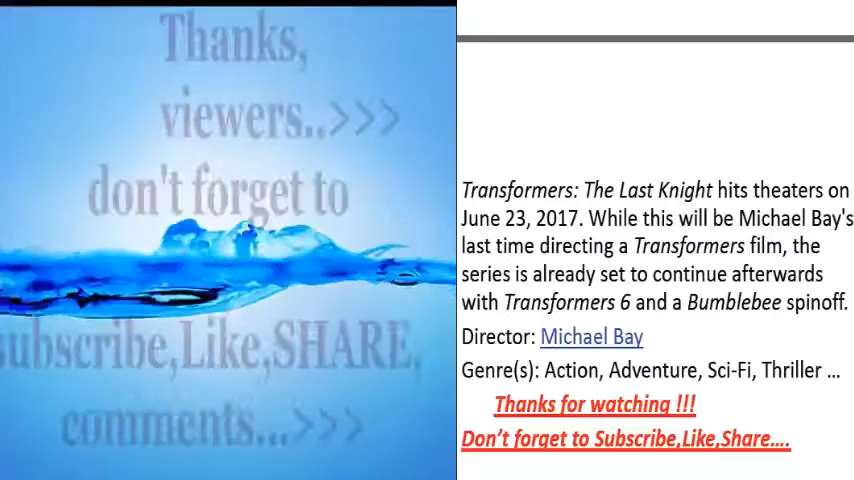 Thanks,
viewers..>>>
don't forget to
subscribe,Like,SHARE,
comments...>>>
Transformers: The Last Knight hits theaters on
June 23, 2017. While this will be Michael Bay's
last time directing a Transformers film, the
series is already set to continue afterwards
with Transformers 6 and a Bumblebee spinoff.
Director: Michael Bay
Genre(s): Action, Adventure, Sci-Fi, Thriller ...
Thanks for watching !!!
Don’t forget to Subscribe,Like,Share....